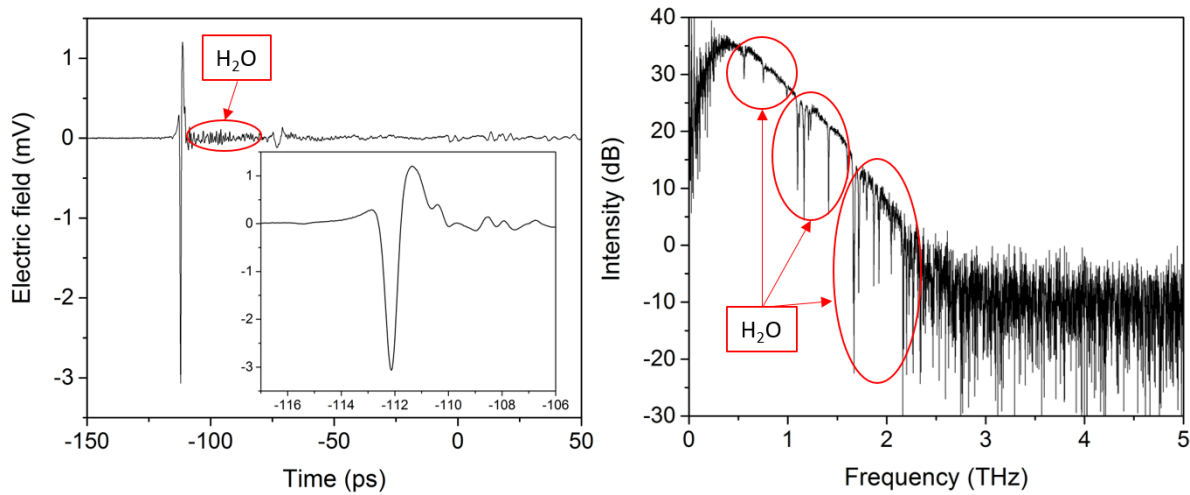 1
0
-1
-2
-3
Electric field (mV)
H₂O
1
0
-1
-2
-3
-116 -114 -112 -110 -108 -106
-150 -100 -50 0 50
Time (ps)
40
30
20
10
0
-10
-20
-30
Intensity (dB)
H₂O
0 1 2 3 4 5
Frequency (THz)